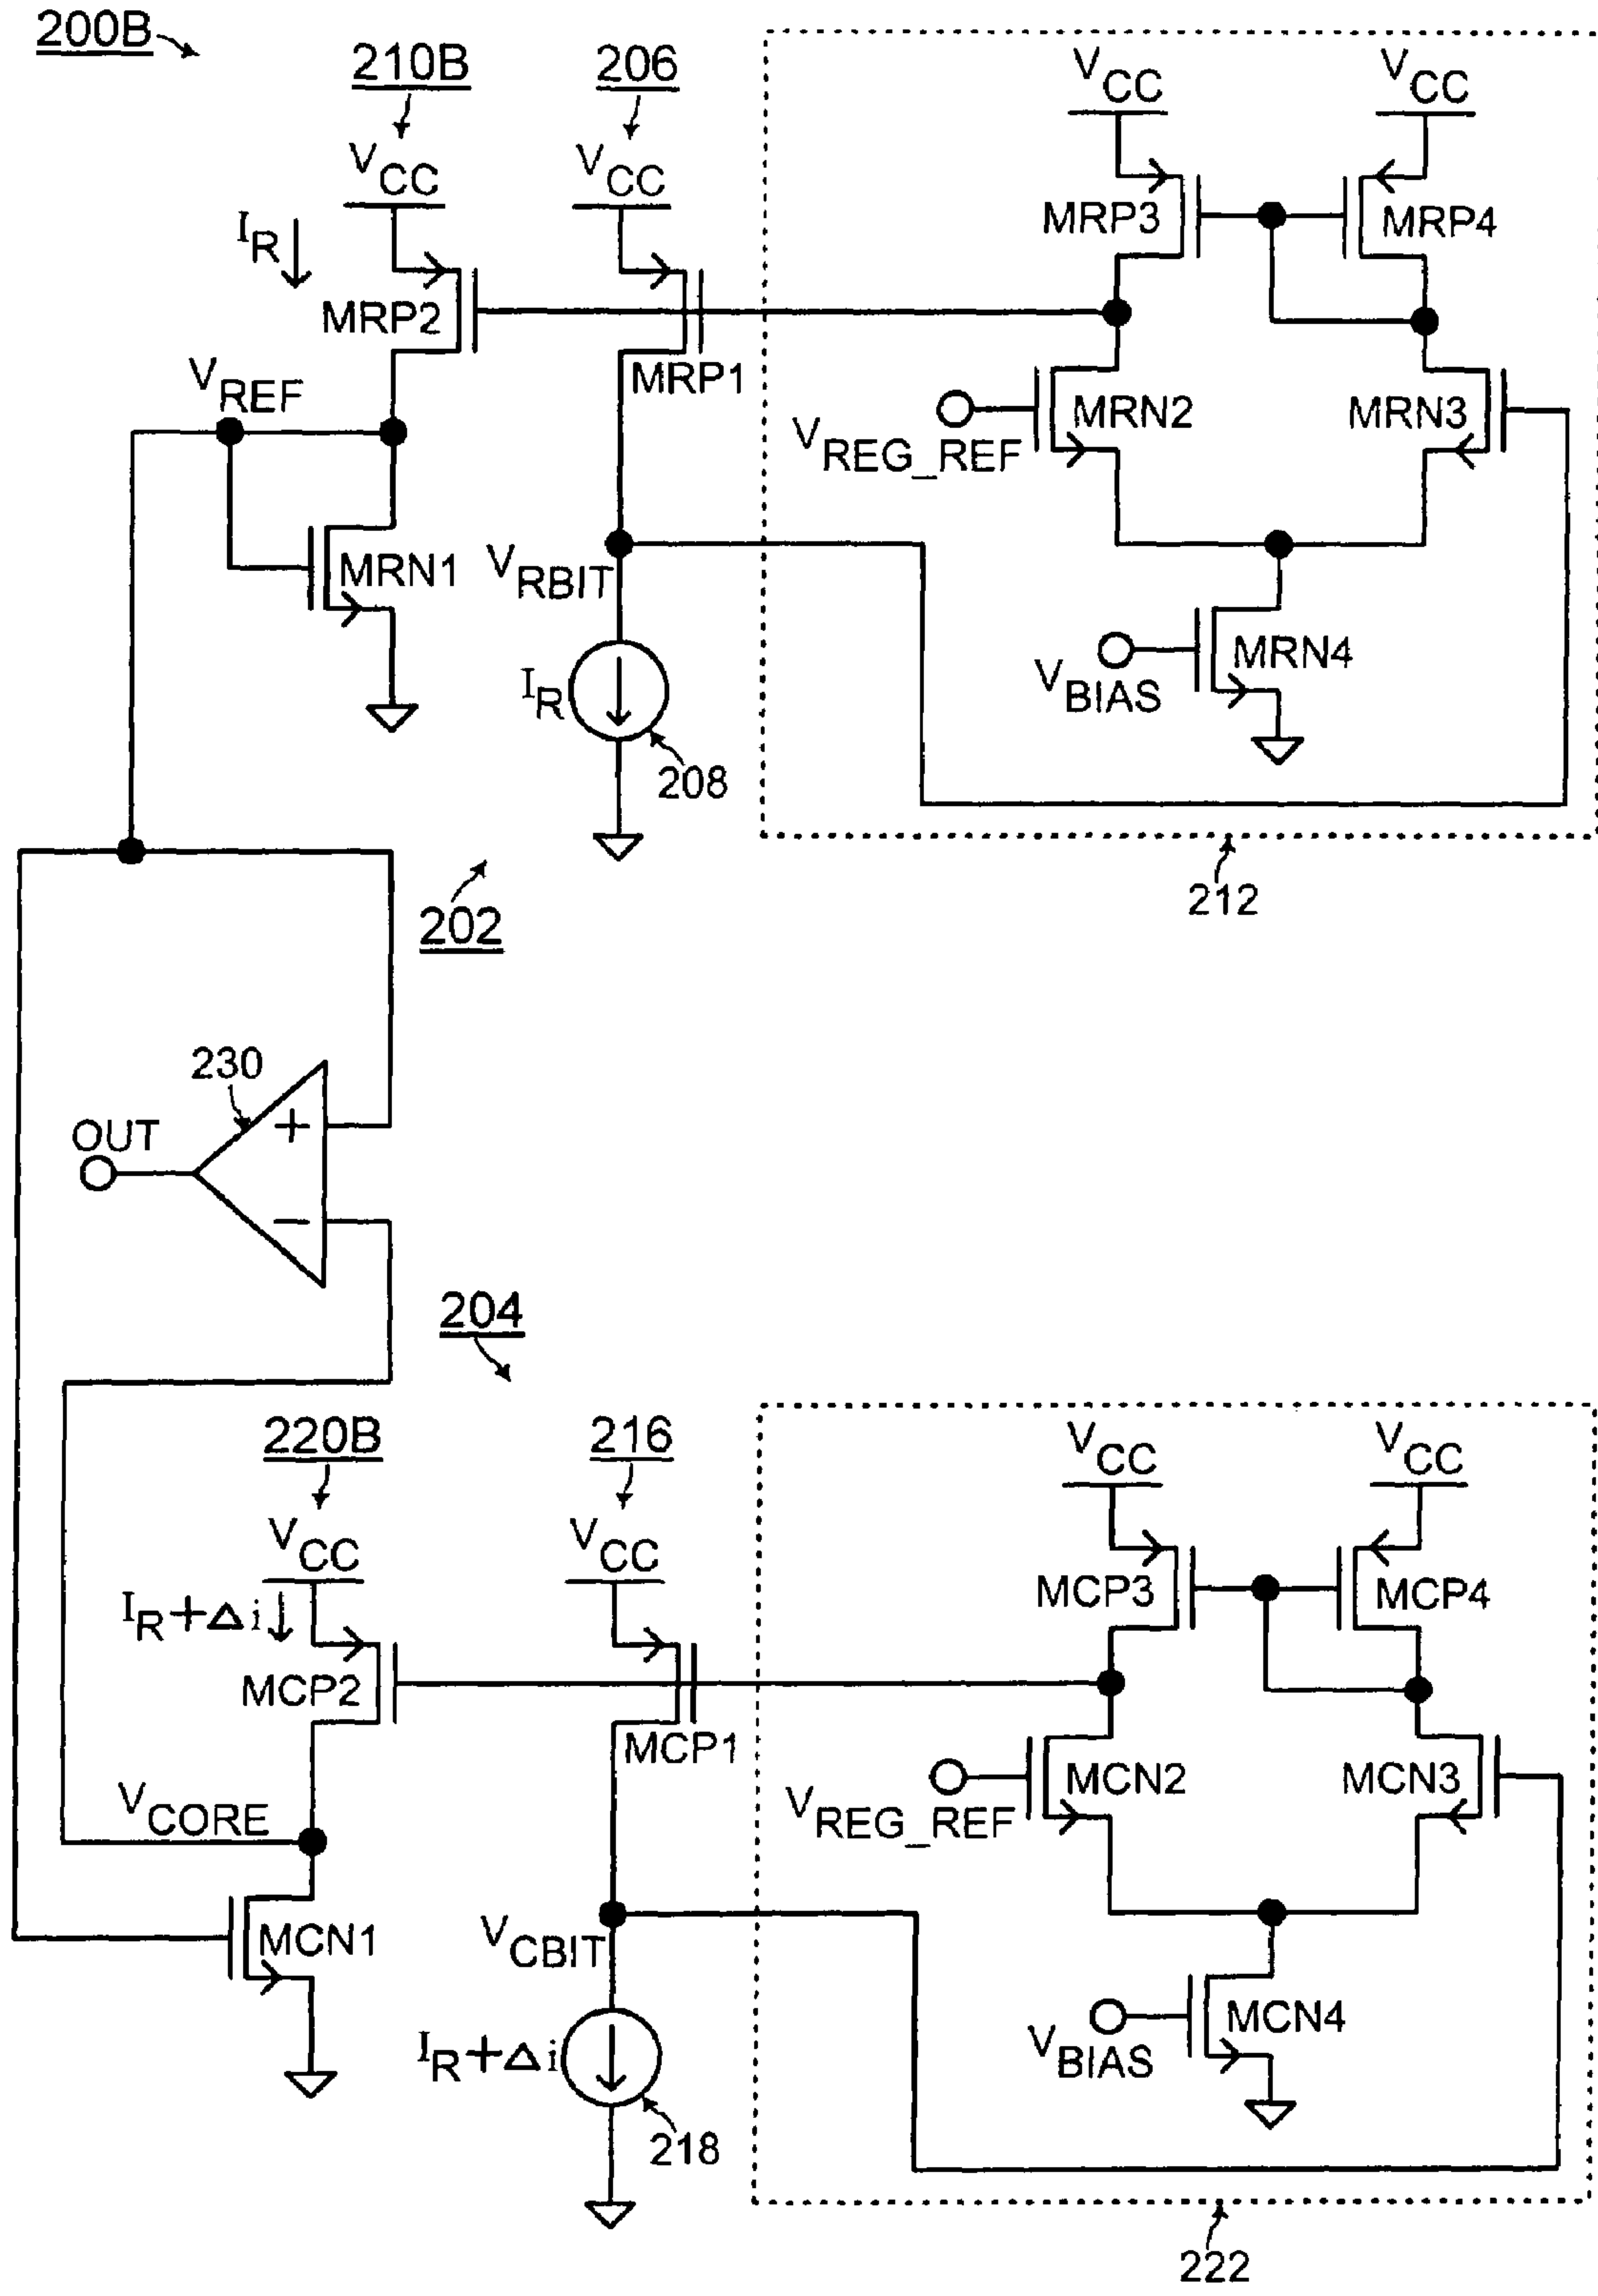 200B
210B
206
VCC
VCC
VCC
VCC
IR
MRP3
MRP4
MRP2
MRP1
VREF
MRN2
MRN3
VREG_REF
MRN1
VRBIT
MRN4
VBIAS
IR
208
212
202
230
+
OUT
−
204
220B
216
VCC
VCC
VCC
VCC
IR+Δi
MCP3
MCP4
MCP2
MCP1
MCN2
MCN3
VCORE
VREG_REF
MCN1
VCBIT
MCN4
VBIAS
IR+Δi
218
222